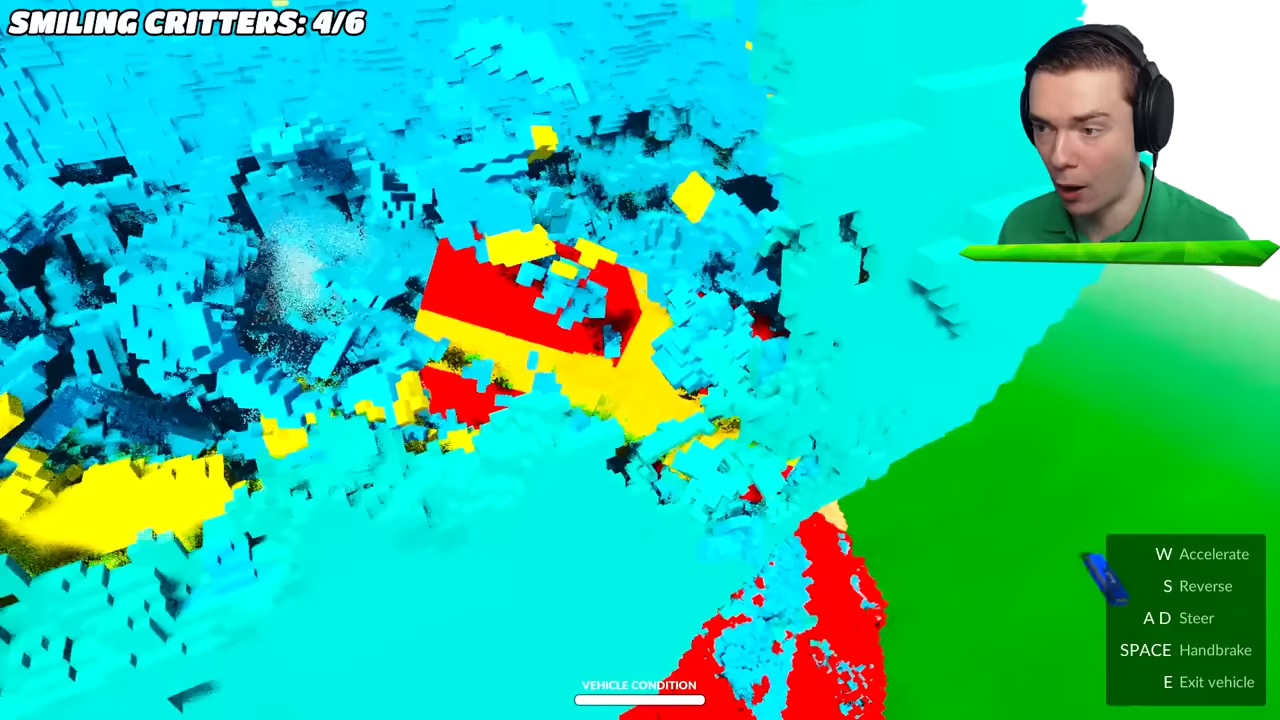 SMILING CRITTERS: 4/6
W Accelerate
S Reverse
A D Steer
SPACE Handbrake
E Exit vehicle
VEHICLE CONDITION